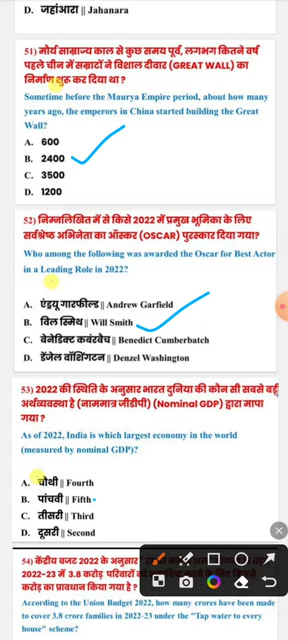 D. जहांआरा || Jahanara
51) मौर्य साम्राज्य काल से कुछ समय पूर्व, लगभग कितने वर्ष
पहले चीन में सम्राटों ने विशाल दीवार (GREAT WALL) का
निर्माण शुरू कर दिया था ?
Sometime before the Maurya Empire period, about how many
years ago, the emperors in China started building the Great
Wall?
A. 600
B. 2400
C. 3500
D. 1200
52) निम्नलिखित में से किसे 2022 में प्रमुख भूमिका के लिए
सर्वश्रेष्ठ अभिनेता का ऑस्कर (OSCAR) पुरस्कार दिया गया?
Who among the following was awarded the Oscar for Best Actor
in a Leading Role in 2022?
A. एंड्रयू गारफील्ड || Andrew Garfield
B. विल स्मिथ || Will Smith
C. बेनेडिक्ट कंबरबैच || Benedict Cumberbatch
D. डेंजेल वॉशिंगटन || Denzel Washington
53) 2022 की स्थिति के अनुसार भारत दुनिया की कौन सी सबसे बड़ी
अर्थव्यवस्था है (नाममात्र जीडीपी) (Nominal GDP) द्वारा मापा
गया ?
As of 2022, India is which largest economy in the world
(measured by nominal GDP)?
A. चौथी || Fourth
B. पांचवी || Fifth
C. तीसरी || Third
D. दूसरी || Second
54) केंद्रीय बजट 2022 के अनुसार
2022-23 में 3.8 करोड़ परिवारों को
करोड़ का प्रावधान किया गया है ?
According to the Union Budget 2022, how many crores have been made
to cover 3.8 crore families in 2022-23 under the "Tap water to every
house" scheme?